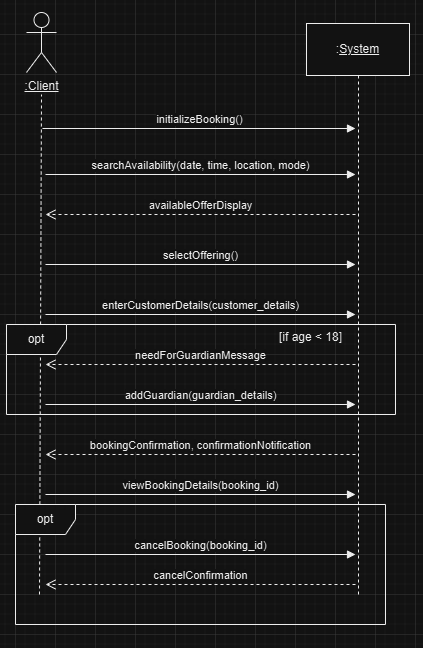 :Client
:System
initializeBooking()
searchAvailability(date, time, location, mode)
availableOfferDisplay
selectOffering()
enterCustomerDetails(customer_details)
opt
[if age < 18]
needForGuardianMessage
addGuardian(guardian_details)
bookingConfirmation, confirmationNotification
viewBookingDetails(booking_id)
opt
cancelBooking(booking_id)
cancelConfirmation